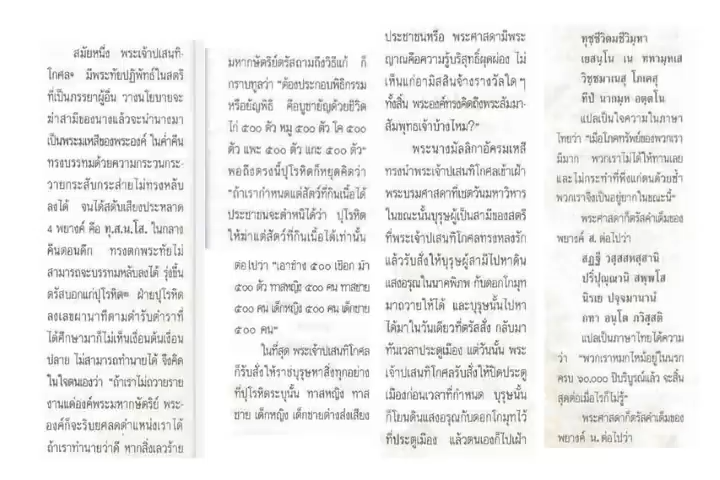 สมัยหนึ่ง พระเจ้าปเสนทิ-
โกศล มีพระทัยปฏิพัทธ์ในสตรี
ที่เป็นภรรยาผู้อื่น วางนโยบายจะ
ฆ่าสามีของนางแล้วจะนำนางมา
เป็นพระมเหสีของพระองค์ ในค่ำคืน
ทรงบรรทมด้วยความกระวนกระ-
วายกระสับกระส่ายไม่ทรงหลับ
ลงได้ จนได้สดับเสียงประหลาด
4 พยางค์ คือ ทุ.ส.น.โส. ในกลาง
คืนตอนดึก ทรงตกพระทัยไม่
สามารถจะบรรทมหลับลงได้ รุ่งขึ้น
ตรัสบอกแก่ปุโรหิต ฝ่ายปุโรหิต
ลงเลยผานาทีตามตำรับตำราที่
ได้ศึกษามาก็ไม่เห็นเงื่อนต้นเงื่อน
ปลาย ไม่สามารถทำนายได้ จึงคิด
ในใจตนเองว่า "ถ้าเราไม่ถวายราย
งานแด่องค์พระมหากษัตริย์ พระ-
องค์ก็จะริบยศลดตำแหน่งเราได้
ถ้าเราทำนายว่าดี หากสิ่งเลวร้าย
มหากษัตริย์ตรัสถามถึงวิธีแก้ ก็
กราบทูลว่า "ต้องประกอบพิธีกรรม
หรือยัญพิธี คือบูชายัญด้วยชีวิต
ไก่ ๕๐๐ ตัว หมู ๕๐๐ ตัว โค ๕๐๐
ตัว แพะ ๕๐๐ ตัว แกะ ๕๐๐ ตัว"
พอถึงตรงนี้ปุโรหิตก็หยุดคิดว่า
"ถ้าเรากำหนดแต่สัตว์ที่กินเนื้อได้
ประชาชนจะตำหนิได้ว่า ปุโรหิต
ให้ฆ่าแต่สัตว์ที่กินเนื้อได้เท่านั้น
ต่อไปว่า "เอาช้าง ๕๐๐ เชือก ม้า
๕๐๐ ตัว ทาสหญิง ๕๐๐ คน ทาสชาย
๕๐๐ คน เด็กหญิง ๕๐๐ คน เด็กชาย
๕๐๐ คน"
ในที่สุด พระเจ้าปเสนทิโกศล
ก็รับสั่งให้ราชบุรุษหาสิ่งทุกอย่าง
ที่ปุโรหิตระบุนั้น ทาสหญิง ทาส
ชาย เด็กหญิง เด็กชายต่างส่งเสียง
ประชาชนหรือ พระศาสดามีพระ
ญาณคือความรู้บริสุทธิ์ผุดผ่อง ไม่
เห็นแก่อามิสสินจ้างรางวัลใด ๆ
ทั้งสิ้น พระองค์ทรงคิดถึงพระสัมมา-
สัมพุทธเจ้าบ้างไหม?"
พระนางมัลลิกาอัครมเหสี
ทรงนำพระเจ้าปเสนทิโกศลเข้าเฝ้า
พระบรมศาสดาที่เชตวันมหาวิหาร
ในขณะนั้นบุรุษผู้เป็นสามีของสตรี
ที่พระเจ้าปเสนทิโกศลทรงหลงรัก
แล้วรับสั่งให้บุรุษผู้สามีไปหาดิน
แสงอรุณในนาคพิภพ กับดอกโกมุท
มาถวายให้ได้ และบุรุษนั้นไปหา
ได้มาในวันเดียวที่ตรัสสั่ง กลับมา
ทันเวลาประตูเมือง แต่วันนั้น พระ
เจ้าปเสนทิโกศลรับสั่งให้ปิดประตู
เมืองก่อนเวลาที่กำหนด บุรุษนั้น
ก็โยนดินแสงอรุณกับดอกโกมุทไว้
ที่ประตูเมือง แล้วตนเองก็ไปเฝ้า
ทุชฺชีวิตมชีวิมฺหา
เยสนฺโน เน ททามฺหเส
วิชฺชมาเนสุ โภเคสุ
ทีปํ นากมฺห อตฺตโน
แปลเป็นใจความในภาษา
ไทยว่า "เมื่อโภคทรัพย์ของพวกเรา
มีมาก พวกเราไม่ได้ให้ทานเลย
และไม่กระทำที่พึ่งแก่ตนด้วยซ้ำ
พวกเราจึงเป็นอยู่ยากในขณะนี้"
พระศาสดาก็ตรัสคำเต็มของ
พยางค์ ส. ต่อไปว่า
สฏฺฐี วสฺสสหสฺสานิ
ปริปุณฺณานิ สพฺพโส
นิรเย ปจฺจมานานํ
กทา อนฺโต ภวิสฺสติ
แปลเป็นภาษาไทยได้ความ
ว่า "พวกเราหมกไหม้อยู่ในนรก
ครบ ๖๐,๐๐๐ ปีบริบูรณ์แล้ว จะสิ้น
สุดต่อเมื่อไรก็ไม่รู้"
พระศาสดาก็ตรัสคำเต็มของ
พยางค์ น. ต่อไปว่า